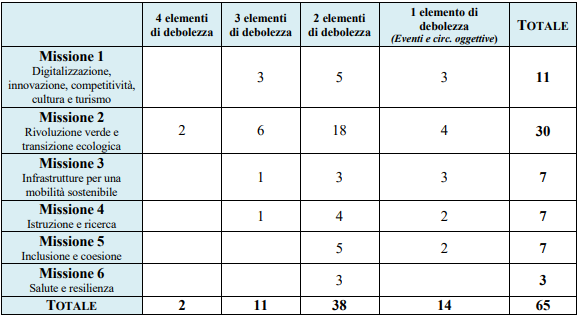 4 elementi di debolezza
3 elementi di debolezza
2 elementi di debolezza
1 elemento di debolezza (Eventi e circ. oggettive)
TOTALE
Missione 1
Digitalizzazione,
innovazione, competitività,
cultura e turismo
3 5 3 11
Missione 2
Rivoluzione verde e
transizione ecologica
2 6 18 4 30
Missione 3
Infrastrutture per una
mobilità sostenibile
1 3 3 7
Missione 4
Istruzione e ricerca
1 4 2 7
Missione 5
Inclusione e coesione
5 2 7
Missione 6
Salute e resilienza
3 3
TOTALE 2 11 38 14 65